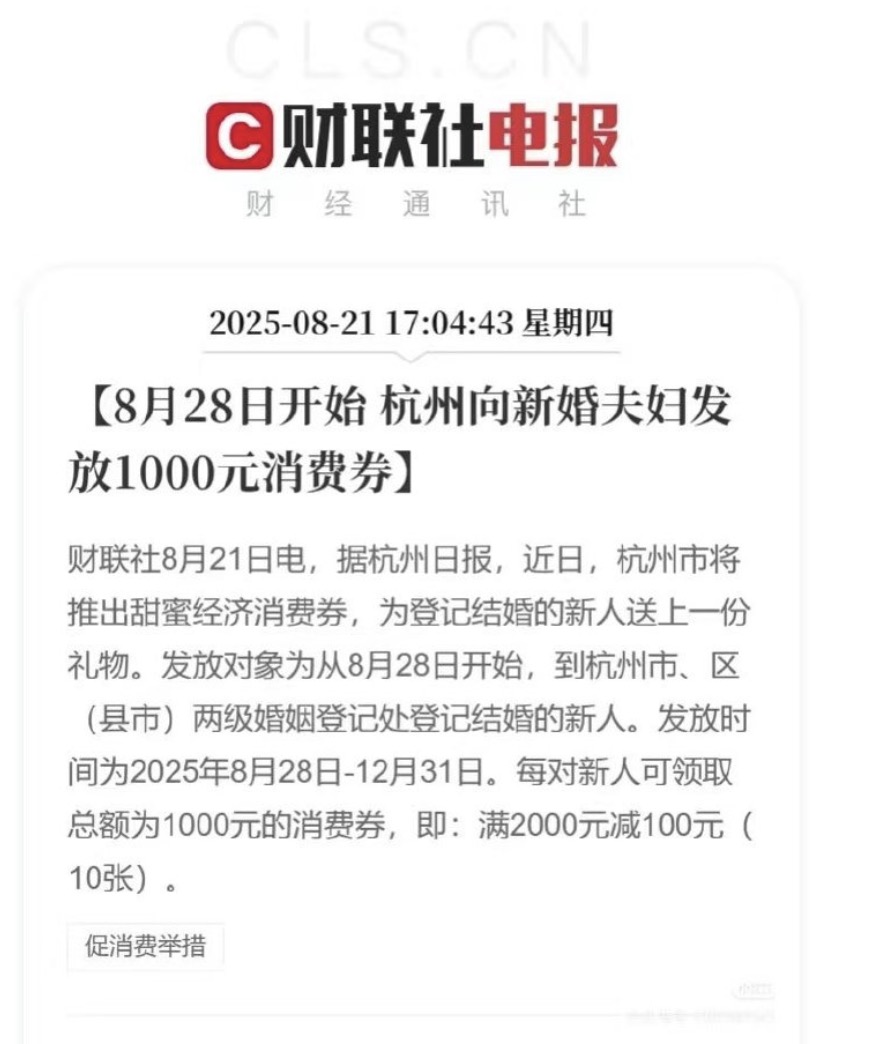 CLS.CN
财联社电报
财经通讯社
2025-08-21 17:04:43 星期四
【8月28日开始 杭州向新婚夫妇发
放1000元消费券】
财联社8月21日电，据杭州日报，近日，杭州市将
推出甜蜜经济消费券，为登记结婚的新人送上一份
礼物。发放对象为从8月28日开始，到杭州市、区
（县市）两级婚姻登记处登记结婚的新人。发放时
间为2025年8月28日-12月31日。每对新人可领取
总额为1000元的消费券，即：满2000元减100元（
10张）。
促消费举措